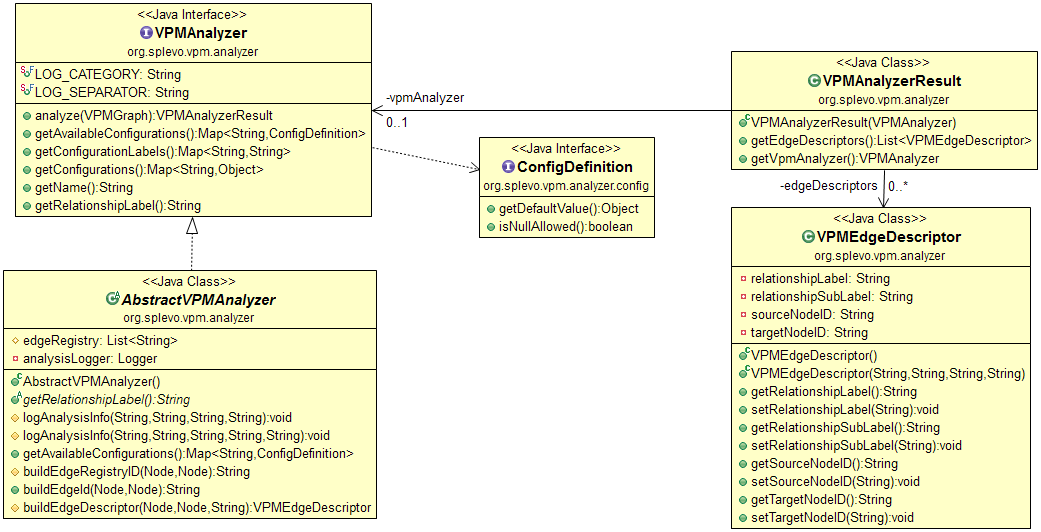 <<Java Interface>>
VPMAnalyzer
org.splevo.vpm.analyzer
LOG_CATEGORY: String
LOG_SEPARATOR: String
analyze(VPMGraph):VPMAnalyzerResult
getAvailableConfigurations():Map<String,ConfigDefinition>
getConfigurationLabels():Map<String,String>
getConfigurations():Map<String,Object>
getName():String
getRelationshipLabel():String
-vpmAnalyzer
0..1
<<Java Class>>
VPMAnalyzerResult
org.splevo.vpm.analyzer
VPMAnalyzerResult(VPMAnalyzer)
getEdgeDescriptors():List<VPMEdgeDescriptor>
getVpmAnalyzer():VPMAnalyzer
<<Java Interface>>
ConfigDefinition
org.splevo.vpm.analyzer.config
getDefaultValue():Object
isNullAllowed():boolean
-edgeDescriptors
0..*
<<Java Class>>
AbstractVPMAnalyzer
org.splevo.vpm.analyzer
edgeRegistry: List<String>
analysisLogger: Logger
AbstractVPMAnalyzer()
getRelationshipLabel():String
logAnalysisInfo(String,String,String,String):void
logAnalysisInfo(String,String,String,String,String):void
getAvailableConfigurations():Map<String,ConfigDefinition>
buildEdgeRegistryID(Node,Node):String
buildEdgeId(Node,Node):String
buildEdgeDescriptor(Node,Node,String):VPMEdgeDescriptor
<<Java Class>>
VPMEdgeDescriptor
org.splevo.vpm.analyzer
relationshipLabel: String
relationshipSubLabel: String
sourceNodeID: String
targetNodeID: String
VPMEdgeDescriptor()
VPMEdgeDescriptor(String,String,String,String)
getRelationshipLabel():String
setRelationshipLabel(String):void
getRelationshipSubLabel():String
setRelationshipSubLabel(String):void
getSourceNodeID():String
setSourceNodeID(String):void
getTargetNodeID():String
setTargetNodeID(String):void